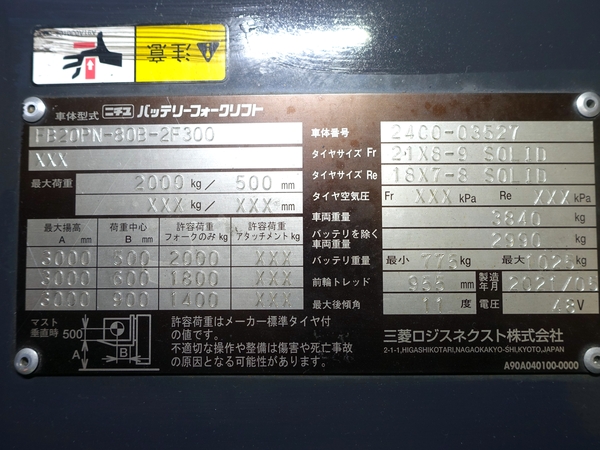 注意
車体型式 ニチユ バッテリーフォークリフト
FB20PN-80B-2F300
XXX
最大荷重 2000 kg / 500 mm
XXX kg / XXX mm
最大揚高 A mm 荷重中心 B mm 許容荷重 フォークのみ kg 許容荷重 アタッチメント kg
3000 500 2000 XXX
3000 600 1800 XXX
3000 900 1400 XXX
マスト垂直時 500 A B
許容荷重はメーカー標準タイヤ付
の値です。
不適切な操作や整備は傷害や死亡事故
の原因となる可能性があります。
車体番号 240C-03527
タイヤサイズ Fr 21X8-9 SOLID
タイヤサイズ Re 18X7-8 SOLID
タイヤ空気圧 Fr XXX kPa Re XXX kPa
車両重量 3840 kg
バッテリを除く車両重量 2990 kg
バッテリ重量 最小 775 kg 最大 1025 kg
前輪トレッド 965 mm 製造年月 2021/05
最大後傾角 11 度 電圧 48 V
三菱ロジスネクスト株式会社
2-1-1,HIGASHIKOTARI,NAGAOKAKYO-SHI,KYOTO,JAPAN
A90A040100-0000